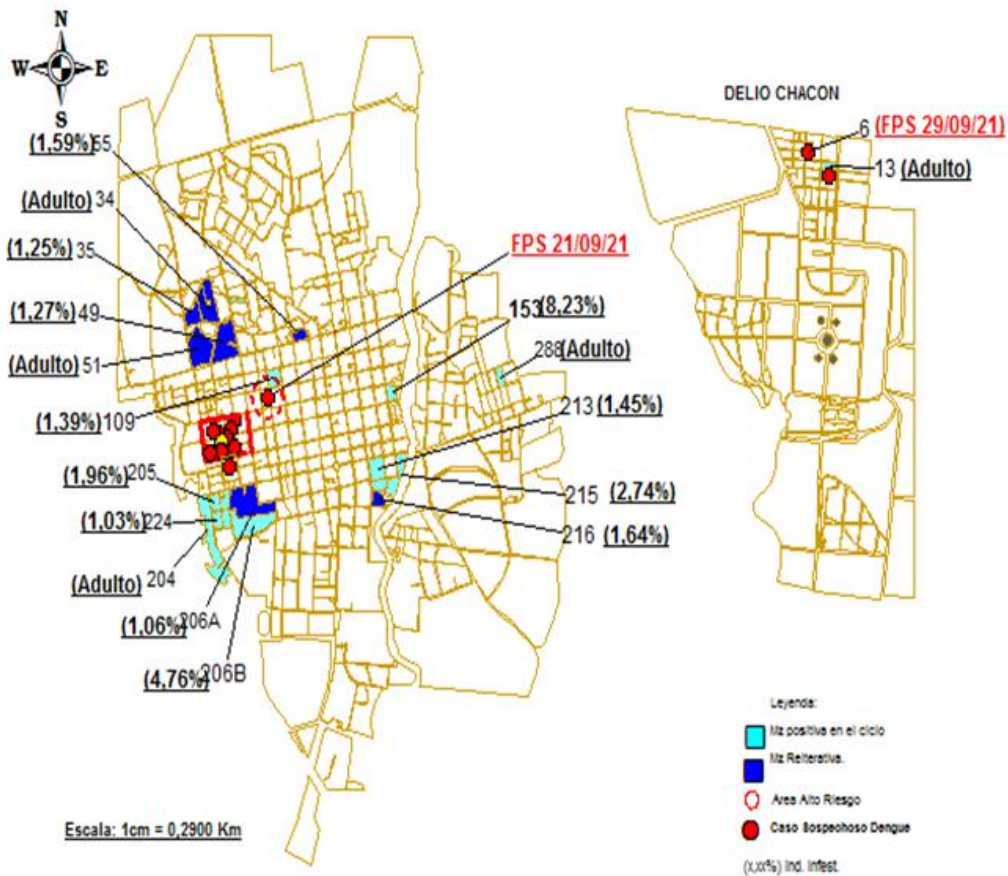 N
W E
S
DELIO CHACON
6 (FPS 29/09/21)
13 (Adulto)
(1,59%)55
(Adulto) 34
(1,25%) 35
(1,27%) 49
(Adulto) 51
(1,39%)109
(1,96%)205
(1,03%)224
(Adulto) 204
(1,06%)206A
(4,76%)206B
FPS 21/09/21
153(8,23%)
288(Adulto)
213 (1,45%)
215 (2,74%)
216 (1,64%)
Escala: 1cm = 0,2900 Km
Leyenda:
Mz positiva en el ciclo
Mz Reiterativa.
Area Alto Riesgo
Caso Sospechoso Dengue
(x,xx%) Ind. Infest.